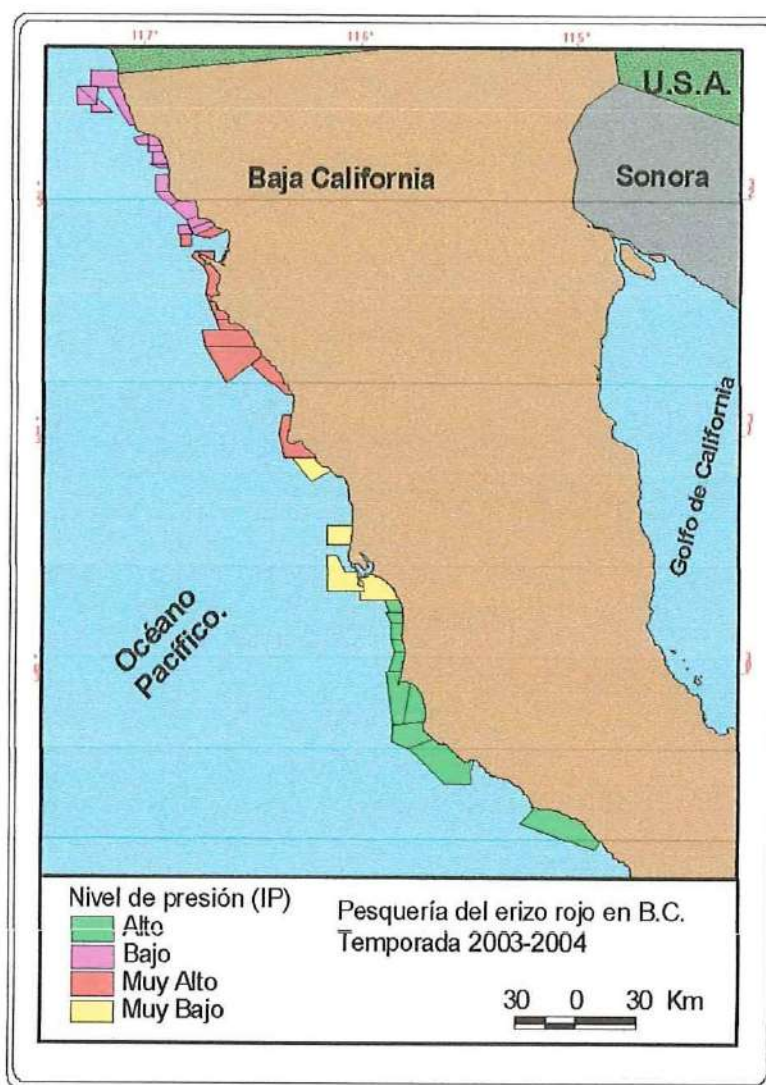 117° 116° 115°
U.S.A.
Baja California
Sonora
Golfo de California
Océano
Pacífico.
Nivel de presión (IP)
Alto
Bajo
Muy Alto
Muy Bajo
Pesquería del erizo rojo en B.C.
Temporada 2003-2004
30 0 30 Km